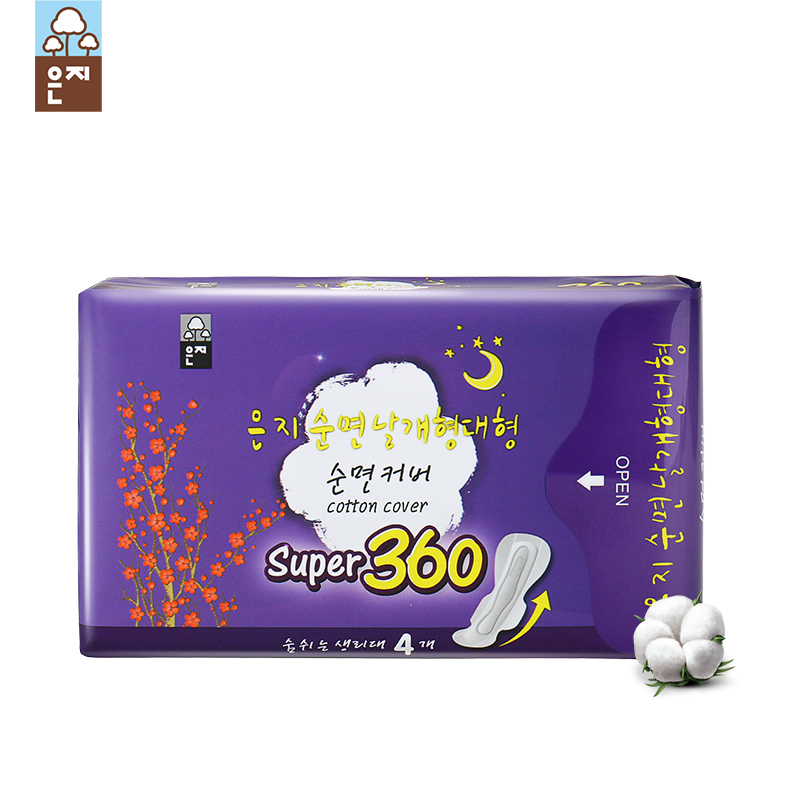 은지
은지
은지순면날개형대형
순면커버
cotton cover
Super 360
숨쉬는 생리대 4개
OPEN
은지 순면날개형대형